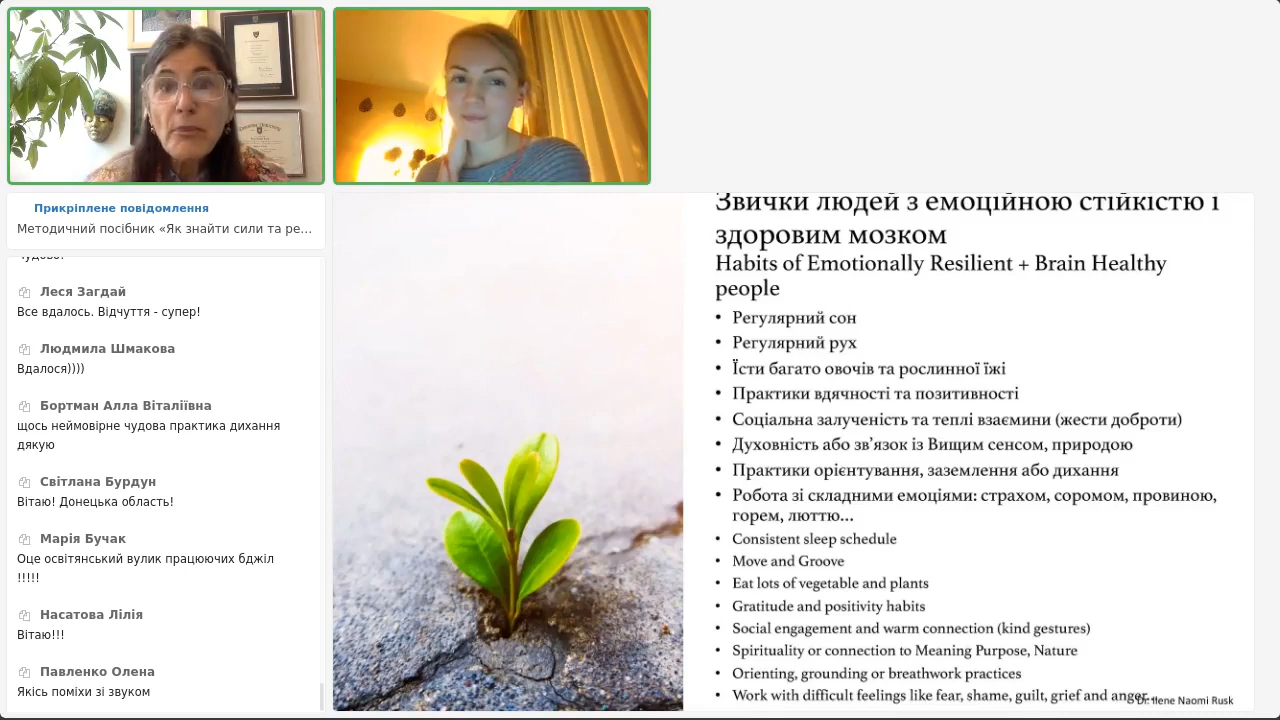 Прикріплене повідомлення
Методичний посібник «Як знайти сили та ре...
Леся Загдай
Все вдалось. Відчуття - супер!
Людмила Шмакова
Вдалося))))
Бортман Алла Віталіївна
щось неймовірне чудова практика дихання
дякую
Світлана Бурдун
Вітаю! Донецька область!
Марія Бучак
Оце освітянський вулик працюючих бджіл
!!!!!
Насатова Лілія
Вітаю!!!
Павленко Олена
Якісь поміхи зі звуком
Звички людей з емоційною стійкістю і
здоровим мозком
Habits of Emotionally Resilient + Brain Healthy
people
• Регулярний сон
• Регулярний рух
• Їсти багато овочів та рослинної їжі
• Практики вдячності та позитивності
• Соціальна залученість та теплі взаємини (жести доброти)
• Духовність або зв’язок із Вищим сенсом, природою
• Практики орієнтування, заземлення або дихання
• Робота зі складними емоціями: страхом, соромом, провиною,
горем, люттю...
• Consistent sleep schedule
• Move and Groove
• Eat lots of vegetable and plants
• Gratitude and positivity habits
• Social engagement and warm connection (kind gestures)
• Spirituality or connection to Meaning Purpose, Nature
• Orienting, grounding or breathwork practices
• Work with difficult feelings like fear, shame, guilt, grief and anger...
Dr. Ilene Naomi Rusk